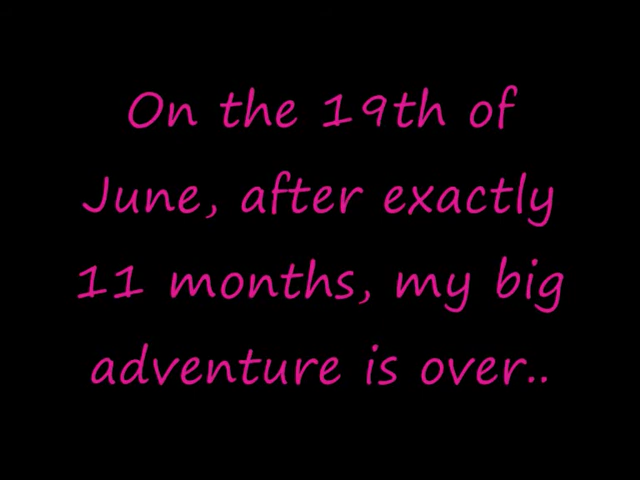 On the 19th of
June, after exactly
11 months, my big
adventure is over..